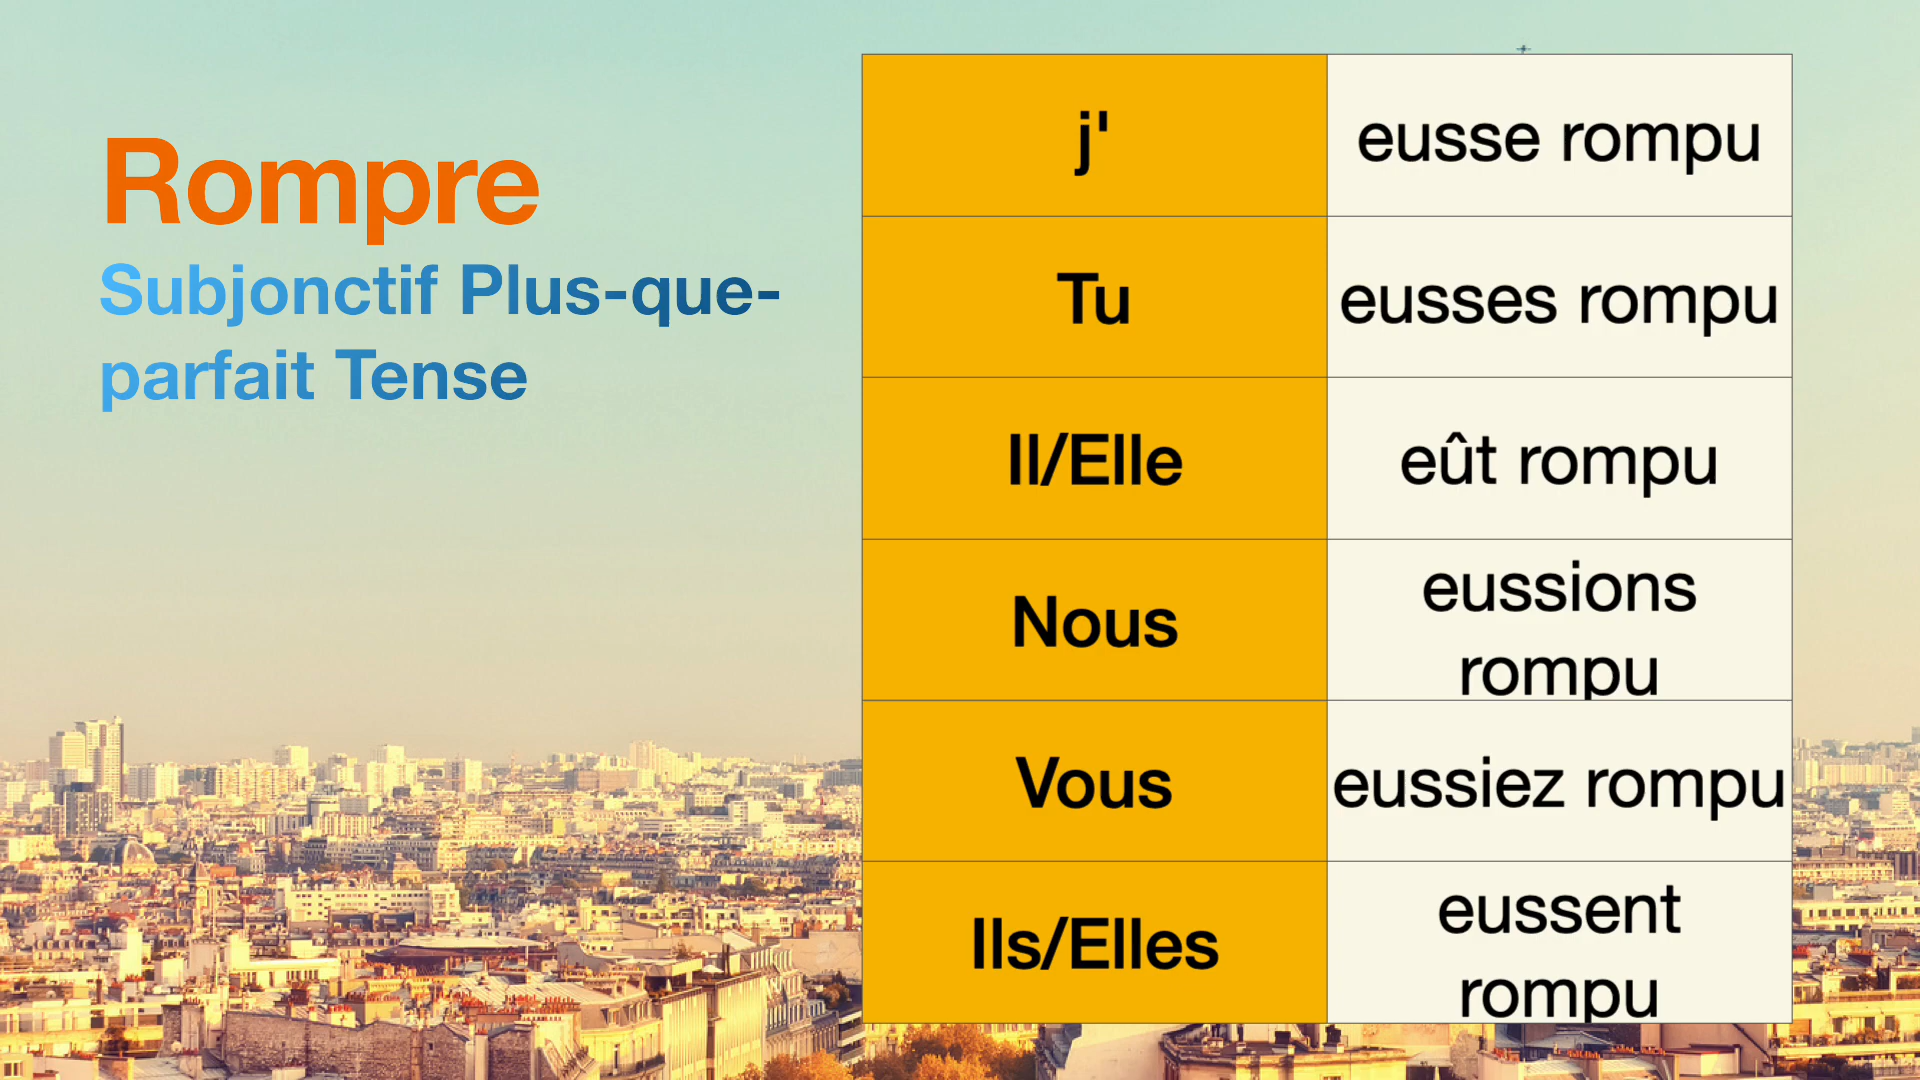 Rompre
Subjonctif Plus-que-
parfait Tense
j' eusse rompu
Tu eusses rompu
Il/Elle eût rompu
Nous eussions
rompu
Vous eussiez rompu
Ils/Elles eussent
rompu